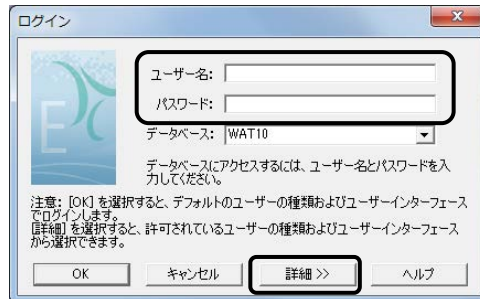 ログイン
ユーザー名:
パスワード:
データベース: WAT10
データベースにアクセスするには、ユーザー名とパスワードを入
力してください。
注意: [OK] を選択すると、デフォルトのユーザーの種類およびユーザーインターフェース
でログインします。
[詳細] を選択すると、許可されているユーザーの種類およびユーザーインターフェース
から選択できます。
OK キャンセル 詳細 >> ヘルプ